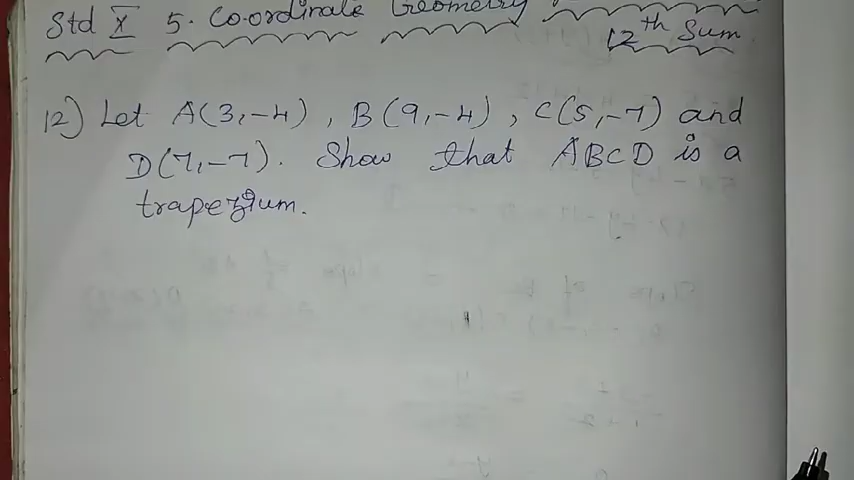 Std X 5. Co-ordinate Geometry
12th Sum
12) Let A(3,-4), B(9,-4), C(5,-7) and
D(7,-7). Show that ABCD is a
trapezium.